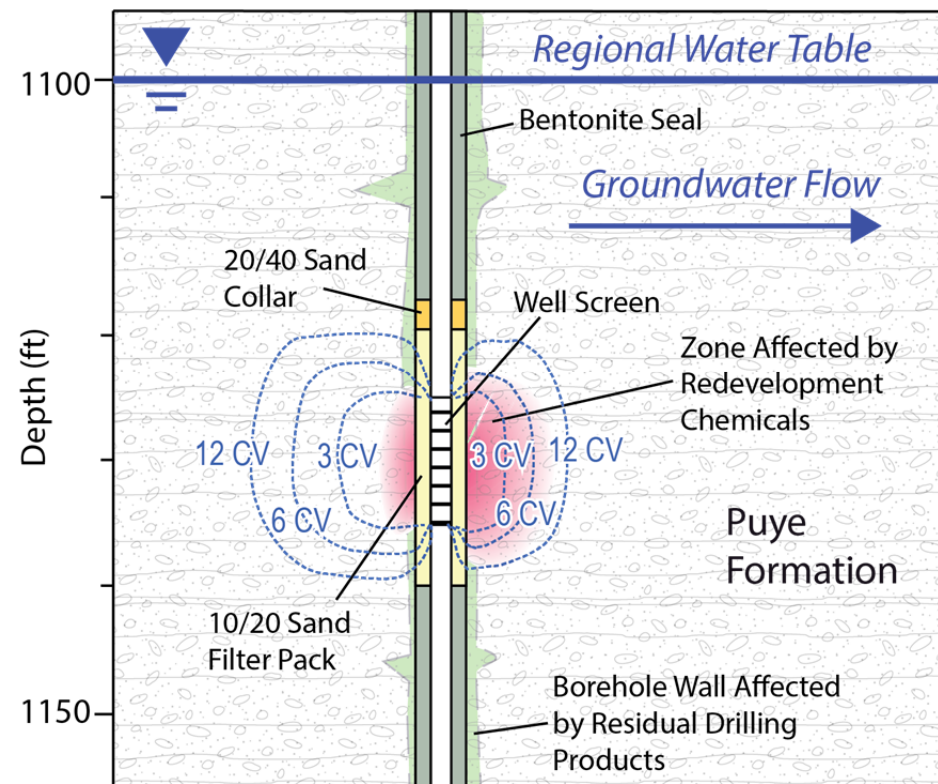 Regional Water Table
1100
Bentonite Seal
Groundwater Flow
20/40 Sand
Collar
Well Screen
Zone Affected by
Redevelopment
Chemicals
Depth (ft)
12 CV
3 CV
3 CV
12 CV
6 CV
6 CV
Puye
Formation
10/20 Sand
Filter Pack
Borehole Wall Affected
by Residual Drilling
Products
1150